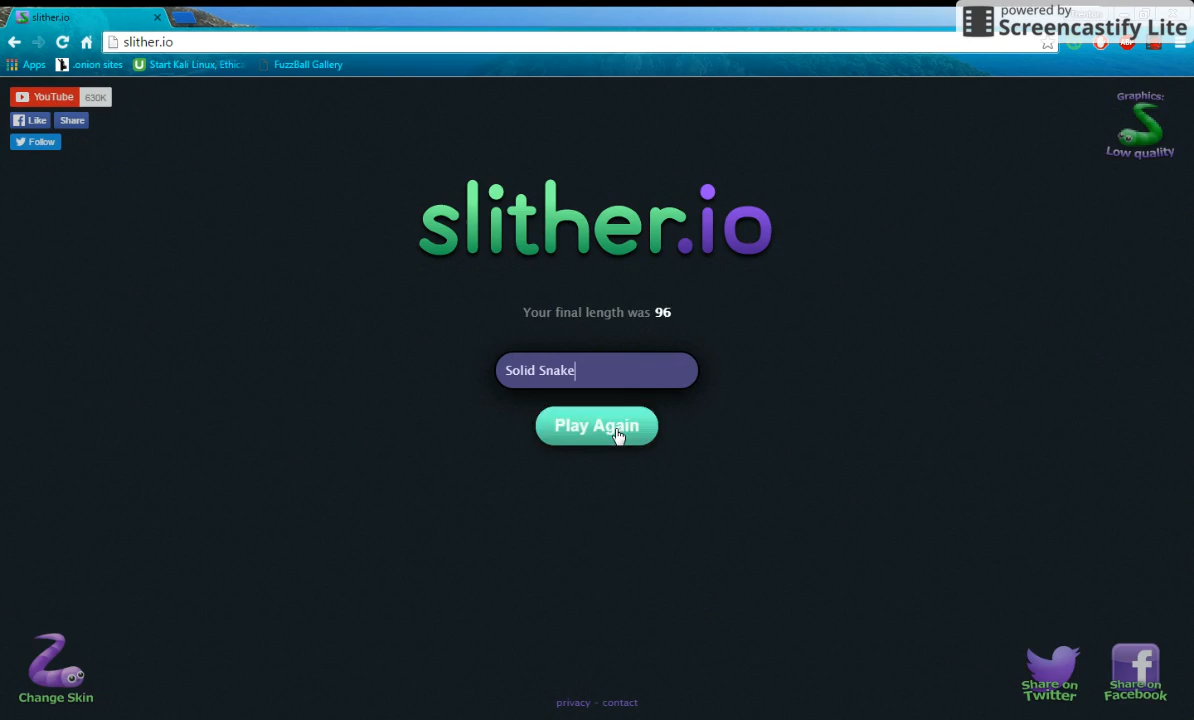 slither.io
powered by
Screencastify Lite
slither.io
Apps .onion sites Start Kali Linux, Ethica FuzzBall Gallery
YouTube 630K
Like Share
Follow
Graphics:
Low quality
slither.io
Your final length was 96
Solid Snake
Play Again
Change Skin
Share on
Twitter
Share on
Facebook
privacy - contact